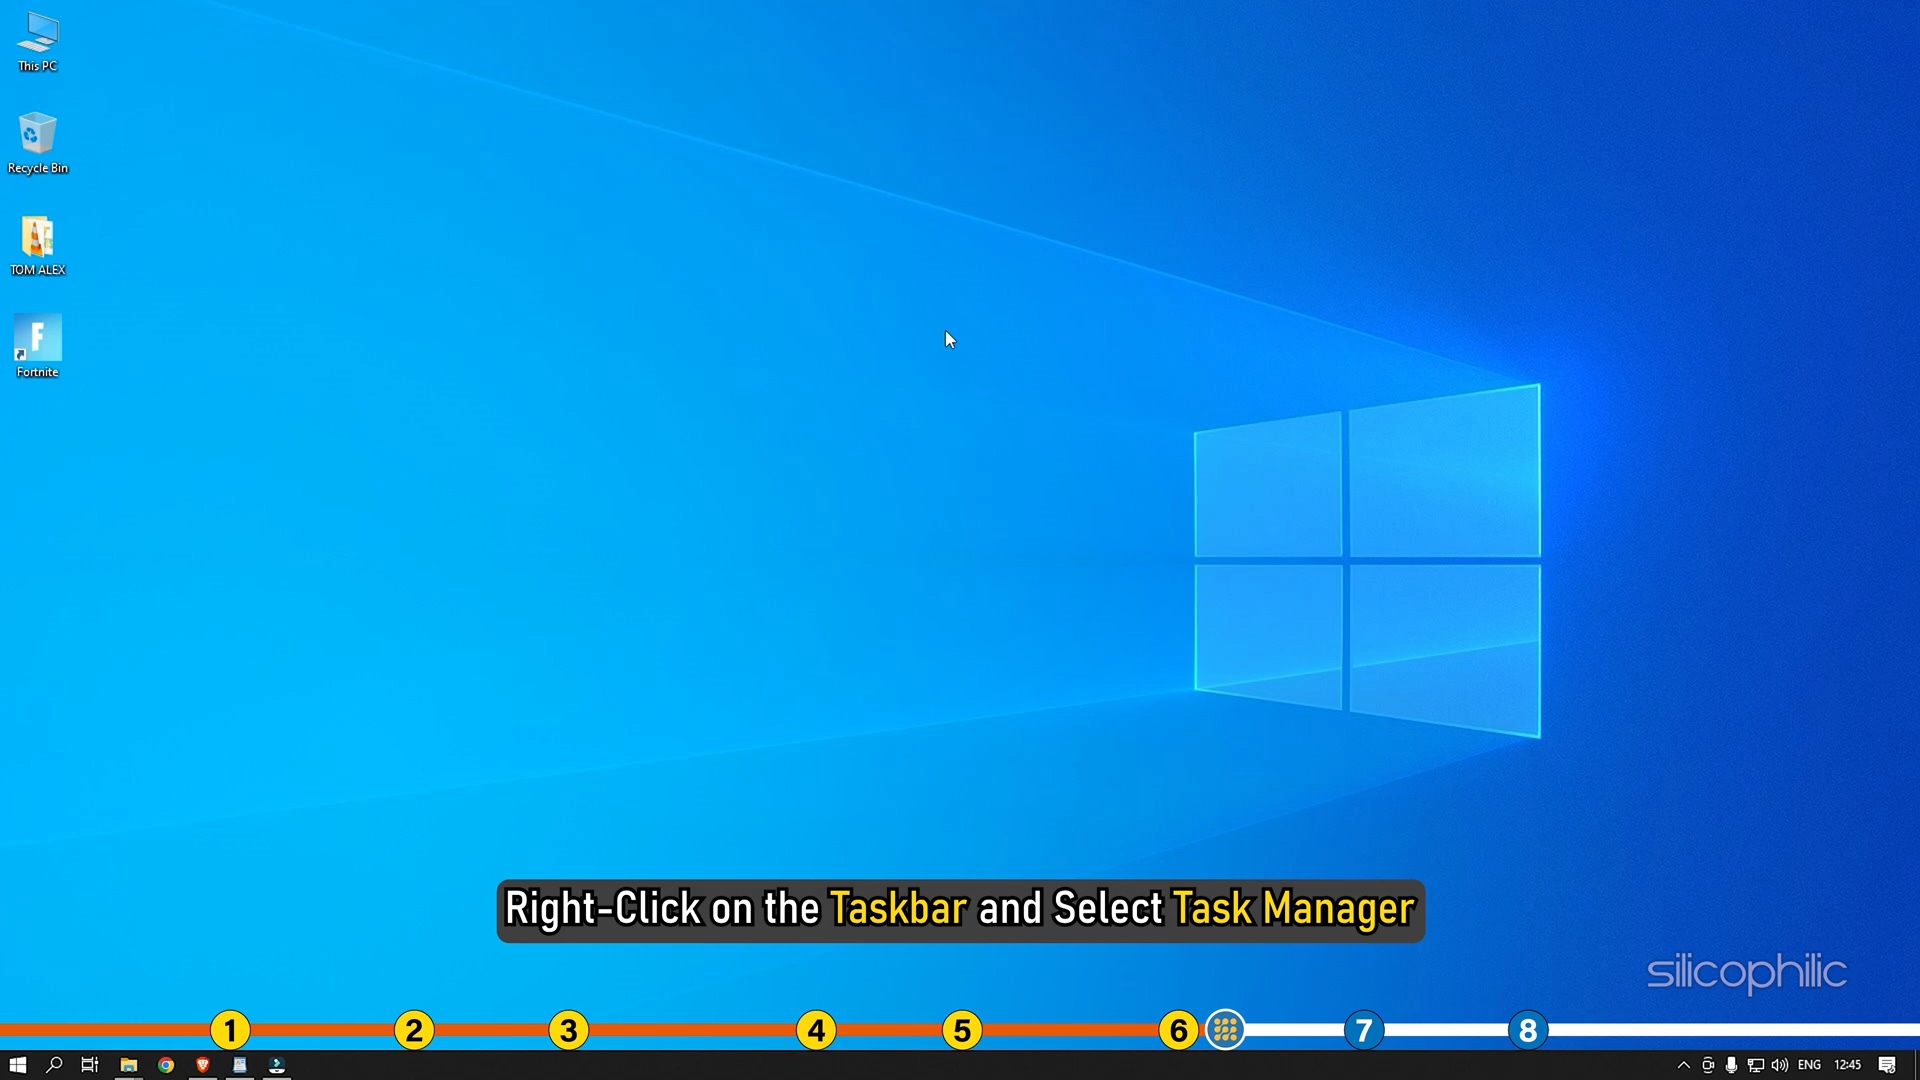 This PC
Recycle Bin
TOM ALEX
F
Fortnite
Right-Click on the Taskbar and Select Task Manager
silicophilic
1 2 3 4 5 6 7 8
ENG 12:45